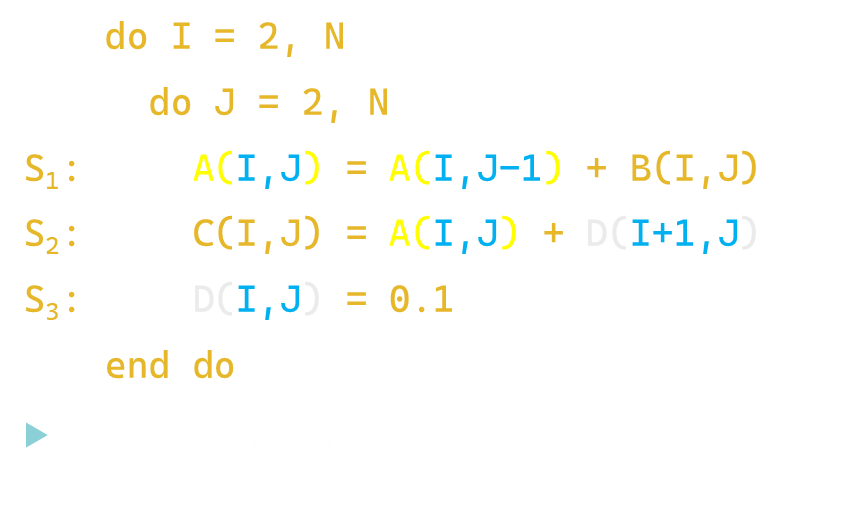 do I = 2, N
do J = 2, N
S₁: A(I,J) = A(I,J−1) + B(I,J)
S₂: C(I,J) = A(I,J) + D(I+1,J)
S₃: D(I,J) = 0.1
end do